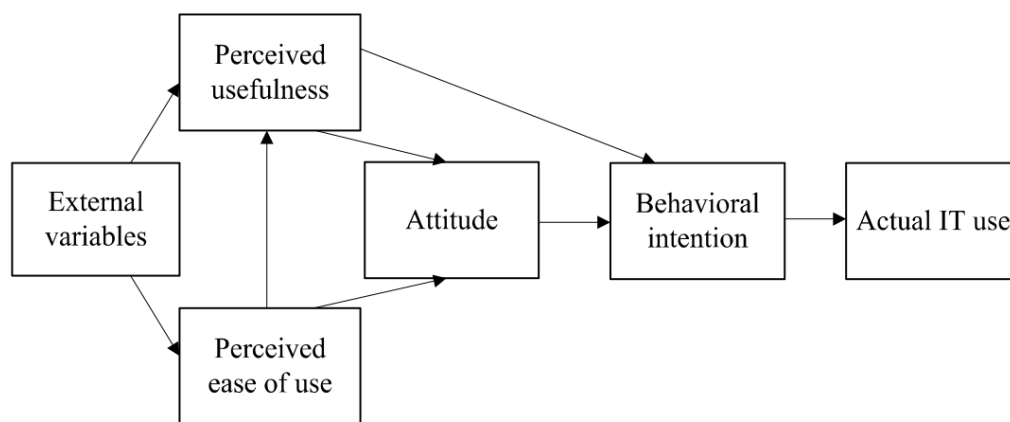 Perceived
usefulness
External
variables
Attitude
Behavioral
intention
Actual IT use
Perceived
ease of use